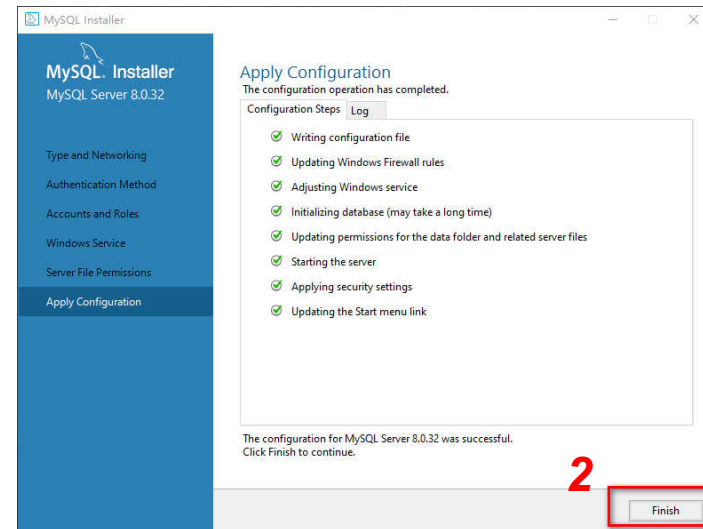 MySQL Installer
MySQL. Installer
MySQL Server 8.0.32
Type and Networking
Authentication Method
Accounts and Roles
Windows Service
Server File Permissions
Apply Configuration
Apply Configuration
The configuration operation has completed.
Configuration Steps Log
Writing configuration file
Updating Windows Firewall rules
Adjusting Windows service
Initializing database (may take a long time)
Updating permissions for the data folder and related server files
Starting the server
Applying security settings
Updating the Start menu link
The configuration for MySQL Server 8.0.32 was successful.
Click Finish to continue.
2
Finish